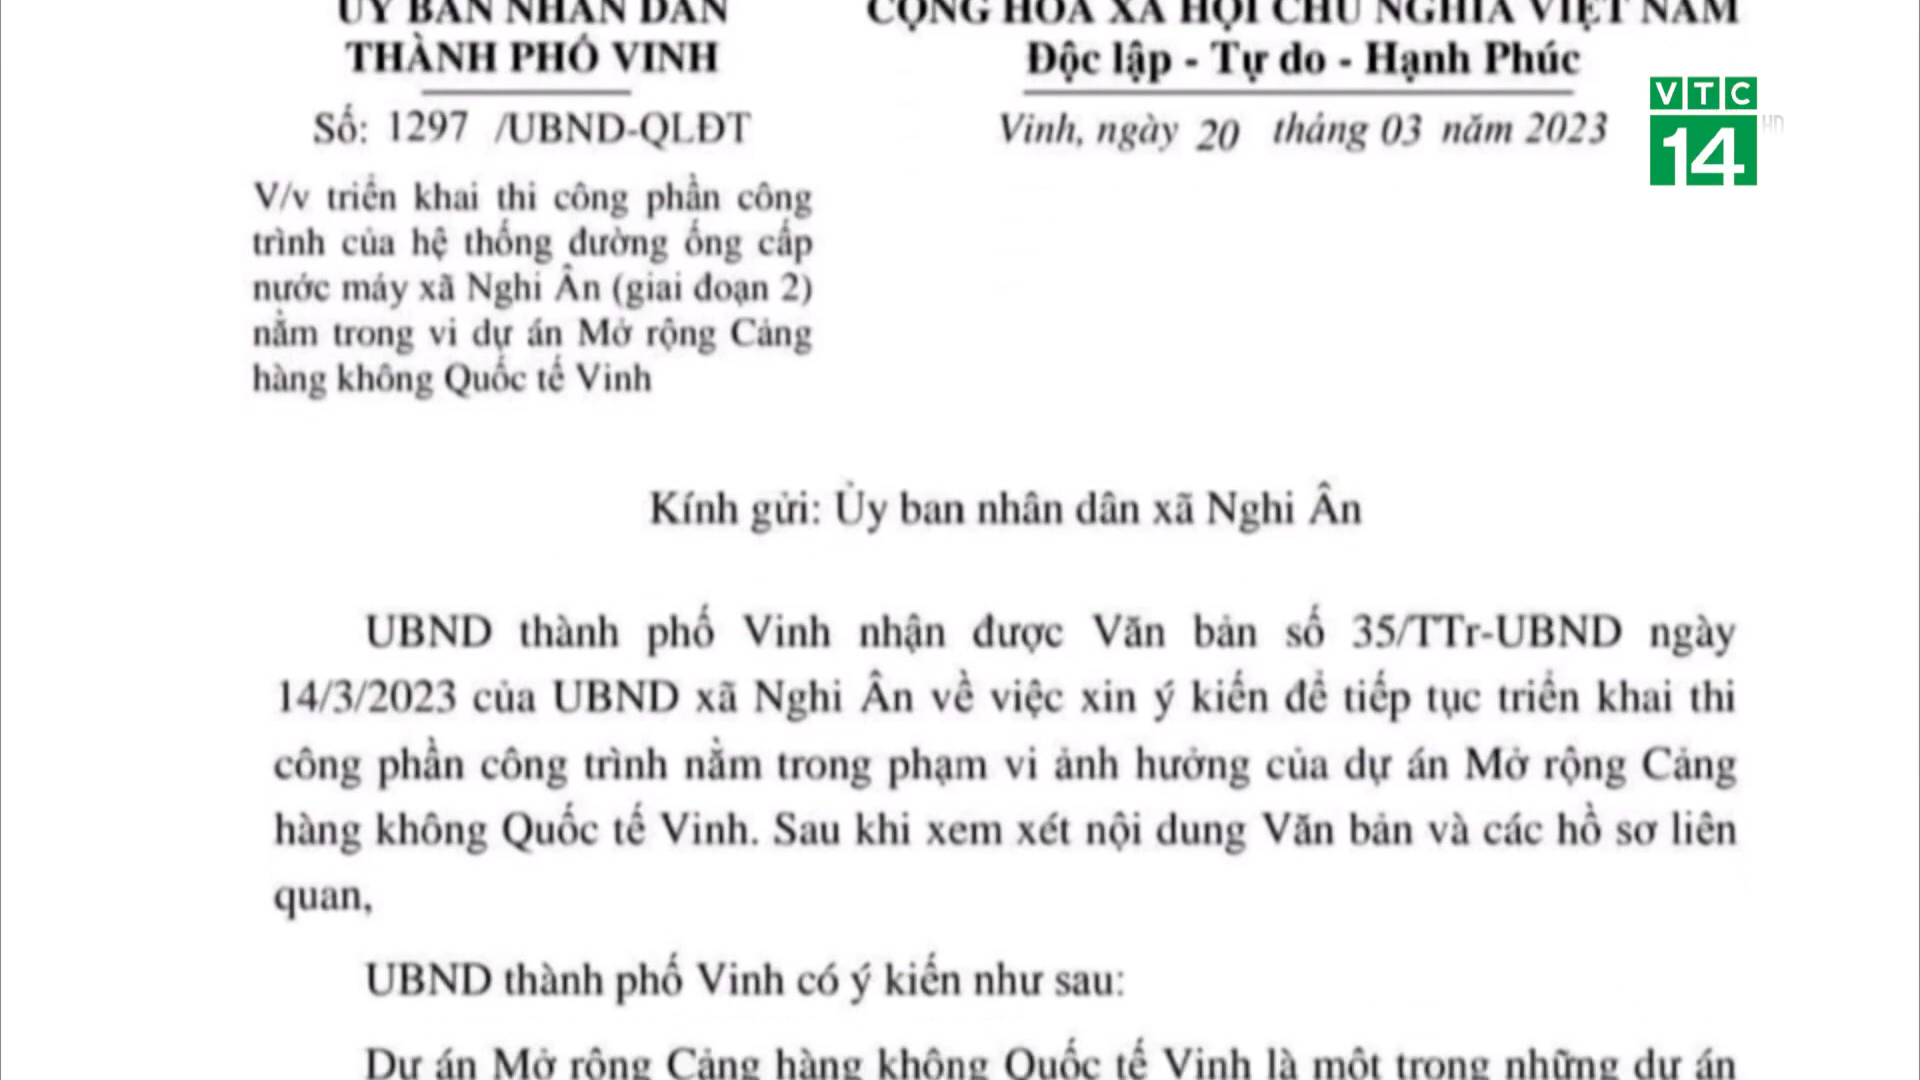 ỦY BAN NHÂN DÂN
THÀNH PHỐ VINH
CỘNG HÒA XÃ HỘI CHỦ NGHĨA VIỆT NAM
Độc lập - Tự do - Hạnh Phúc
Số: 1297 /UBND-QLĐT
Vinh, ngày 20 tháng 03 năm 2023
VTC
14
HD
V/v triển khai thi công phần công
trình của hệ thống đường ống cấp
nước máy xã Nghi Ân (giai đoạn 2)
nằm trong vi dự án Mở rộng Cảng
hàng không Quốc tế Vinh
Kính gửi: Ủy ban nhân dân xã Nghi Ân
UBND thành phố Vinh nhận được Văn bản số 35/TTr-UBND ngày
14/3/2023 của UBND xã Nghi Ân về việc xin ý kiến để tiếp tục triển khai thi
công phần công trình nằm trong phạm vi ảnh hưởng của dự án Mở rộng Cảng
hàng không Quốc tế Vinh. Sau khi xem xét nội dung Văn bản và các hồ sơ liên
quan,
UBND thành phố Vinh có ý kiến như sau:
Dự án Mở rộng Cảng hàng không Quốc tế Vinh là một trong những dự án